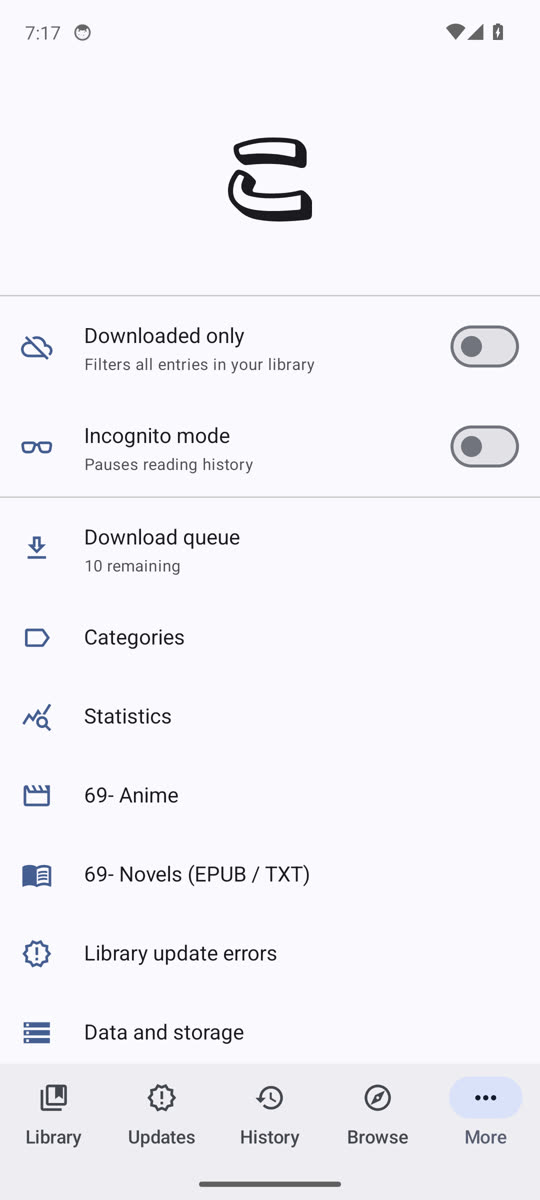 7:17
Downloaded only
Filters all entries in your library
Incognito mode
Pauses reading history
Download queue
10 remaining
Categories
Statistics
69- Anime
69- Novels (EPUB / TXT)
Library update errors
Data and storage
Library
Updates
History
Browse
More